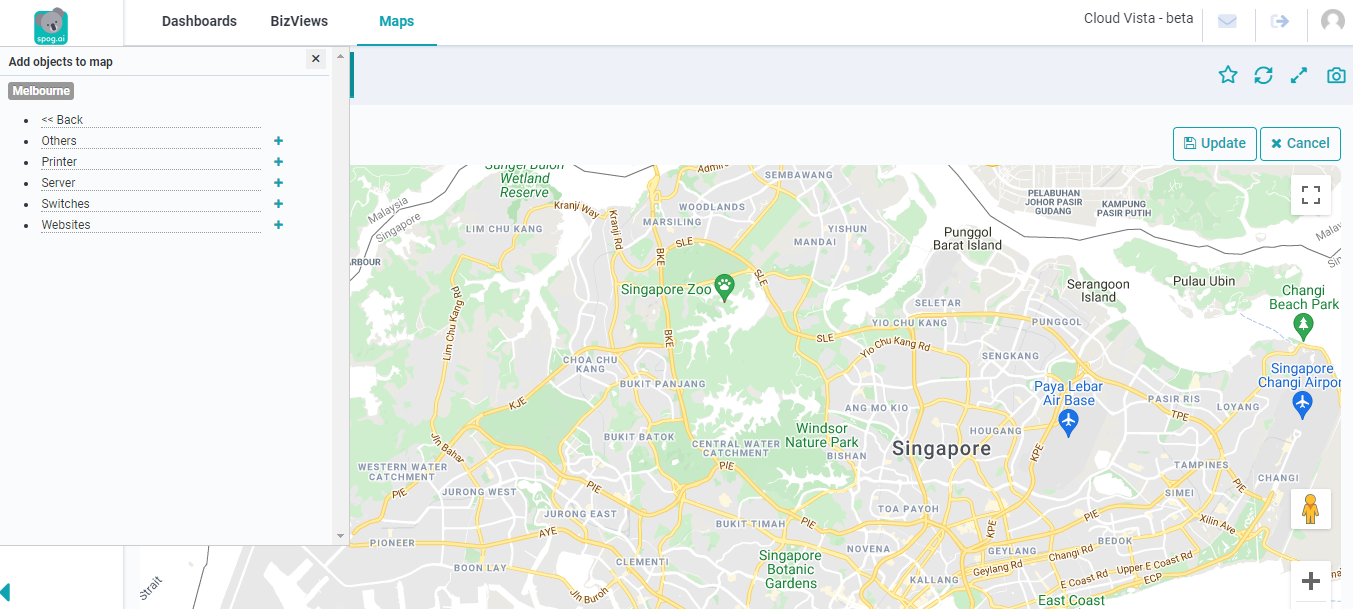 spog.ai
Dashboards
BizViews
Maps
Cloud Vista - beta
Add objects to map
×
Melbourne
<< Back
Others
Printer
Server
Switches
Websites
Update
× Cancel
Sungei Buloh
Wetland
Reserve
Admira
SEMBAWANG
PELABUHAN
JOHOR PASIR
GUDANG
KAMPUNG
PASIR PUTIH
Malaysia
Singapore
Kranji Way
Kranji Rd
WOODLANDS
MARSILING
LIM CHU KANG
YISHUN
MANDAI
SLE
BKE
SLE
Punggol
Barat Island
Malay
Sin
RBOUR
Singapore Zoo
Serangoon
Island
Pulau Ubin
Changi
Beach Park
SELETAR
YIO CHU KANG
PUNGGOL
Lim Chu Kang Rd
BKE
SLE
Yio Chu Kang Rd
SENGKANG
CHOA CHU
KANG
BUKIT PANJANG
Paya Lebar
Air Base
Singapore
Changi Airpor
KJE
ANG MO KIO
PASIR RIS
LOYANG
TPE
Jln Bahar
BUKIT BATOK
CENTRAL WATER
CATCHMENT
Windsor
Nature Park
BISHAN
HOUGANG
Singapore
KPE
WESTERN WATER
CATCHMENT
PIE
TAMPINES
CHANGI
PIE
JURONG WEST
PIE
PIE
SIMEI
JURONG EAST
TOA PAYOH
PIE
BUKIT TIMAH
PIE
KPE
Xilin Ave
PIONEER
AYE
BEDOK
NOVENA
GEYLANG
Changi Rd
BOON LAY
CLEMENTI
Singapore
Botanic
Gardens
Geylang Rd
Upper E Coast Rd
KALLANG
E Coast Rd
ECP
Strait
Jln Buroh
East Coast